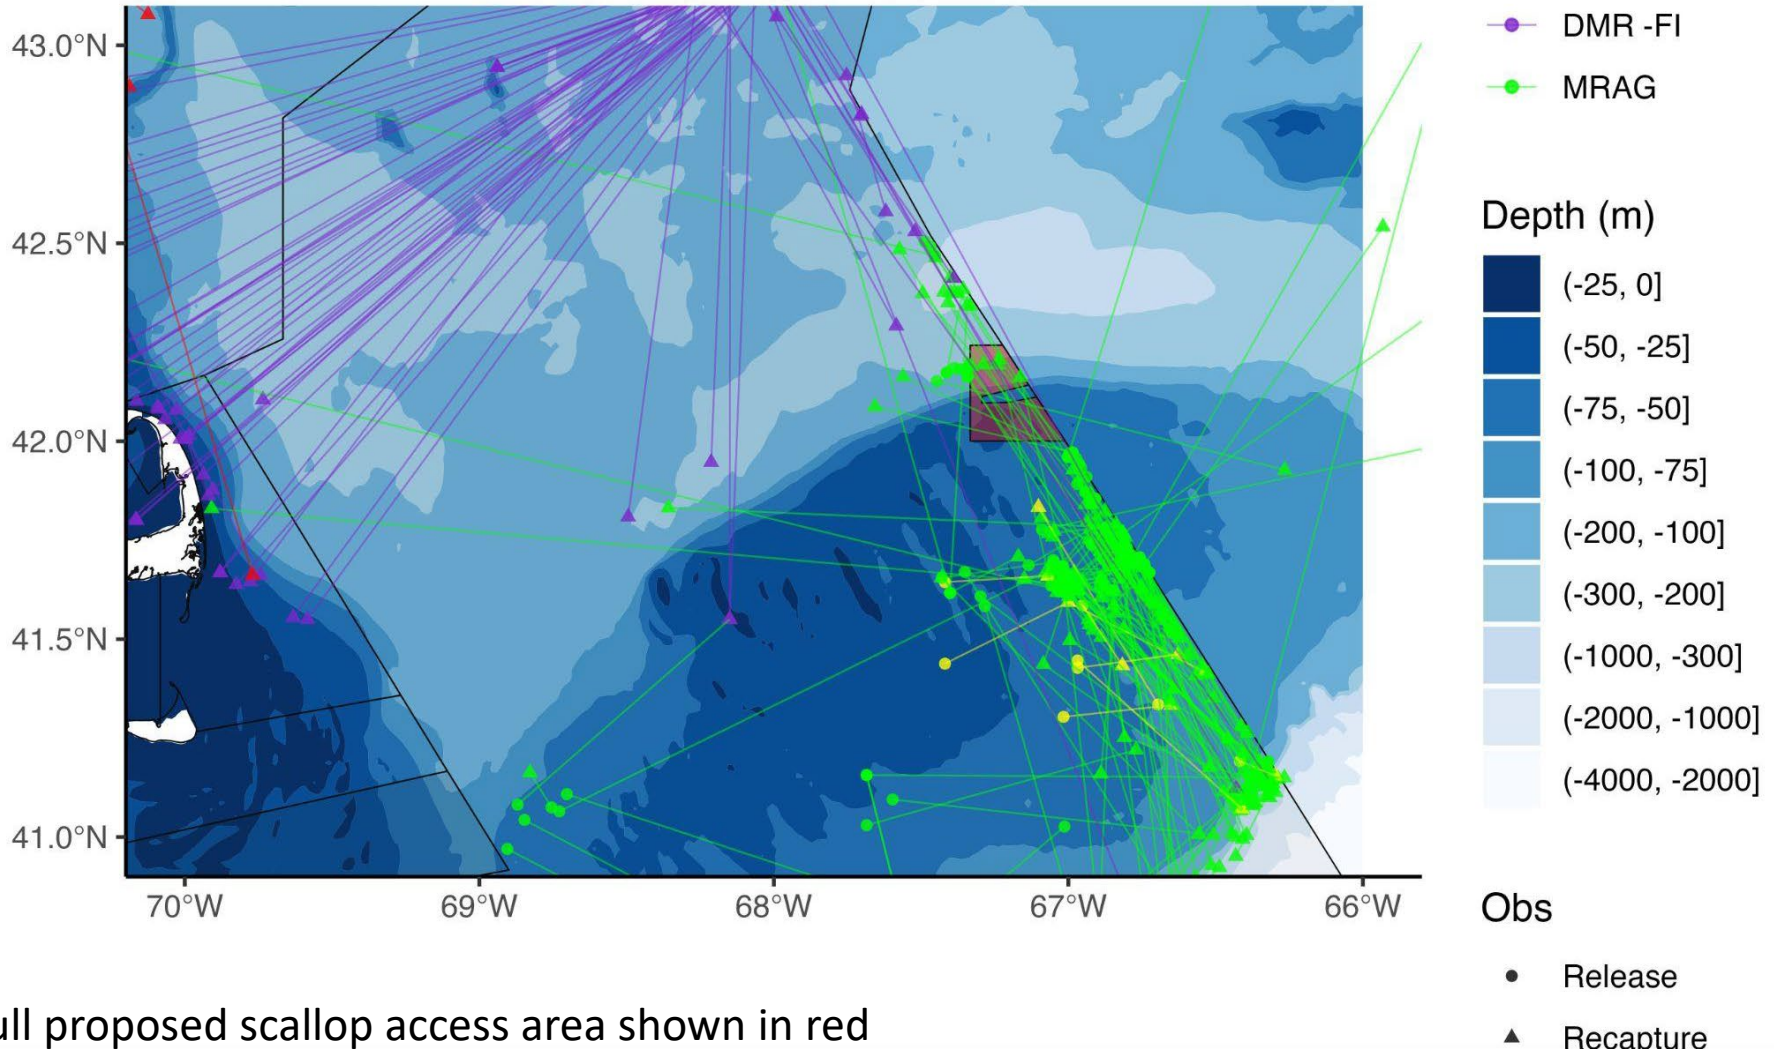 43.0°N
42.5°N
42.0°N
41.5°N
41.0°N
70°W 69°W 68°W 67°W 66°W
DMR -FI
MRAG
Depth (m)
(-25, 0]
(-50, -25]
(-75, -50]
(-100, -75]
(-200, -100]
(-300, -200]
(-1000, -300]
(-2000, -1000]
(-4000, -2000]
Obs
Release
Recapture
ull proposed scallop access area shown in red